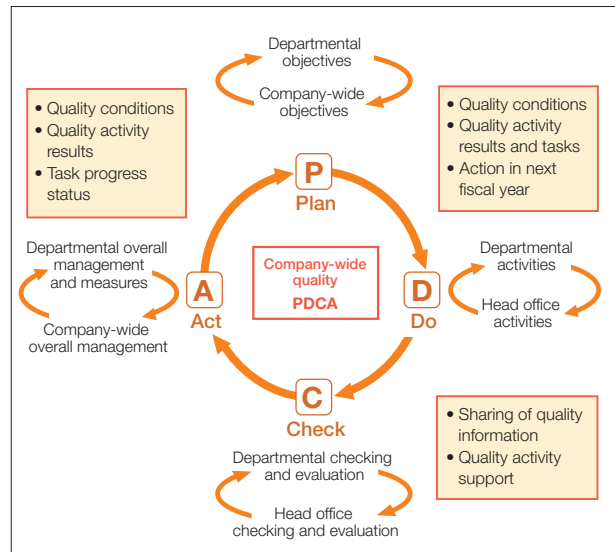 Departmental
objectives
Company-wide
objectives
• Quality conditions
• Quality activity
results
• Task progress
status
• Quality conditions
• Quality activity
results and tasks
• Action in next
fiscal year
P
Plan
Departmental overall
management
and measures
Company-wide
overall management
A
Act
Company-wide
quality
PDCA
D
Do
Departmental
activities
Head office
activities
C
Check
• Sharing of quality
information
• Quality activity
support
Departmental checking
and evaluation
Head office
checking and evaluation